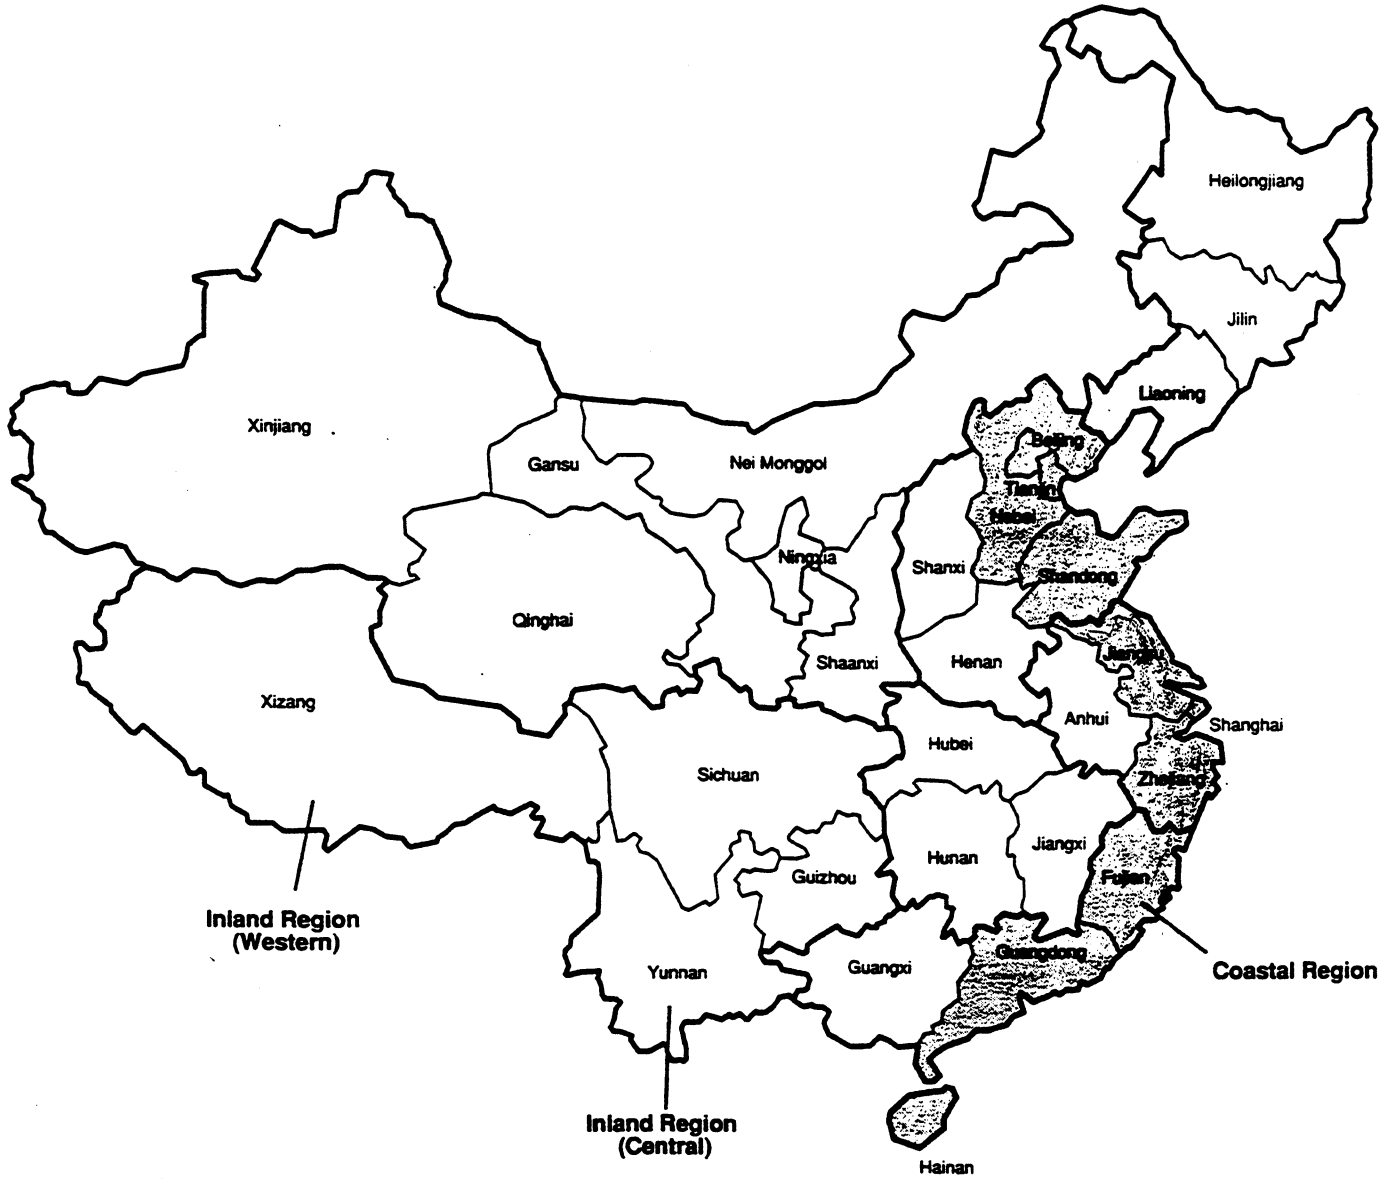 Heilongjiang
Jilin
Liaoning
Xinjiang
Gansu
Nei Monggol
Beijing
Tianjin
Hebei
Ningxia
Shanxi
Shandong
Qinghai
Shaanxi
Henan
Jiangsu
Xizang
Anhui
Shanghai
Hubei
Sichuan
Zhejiang
Jiangxi
Hunan
Guizhou
Fujian
Inland Region
(Western)
Guangdong
Guangxi
Yunnan
Coastal Region
Inland Region
(Central)
Hainan